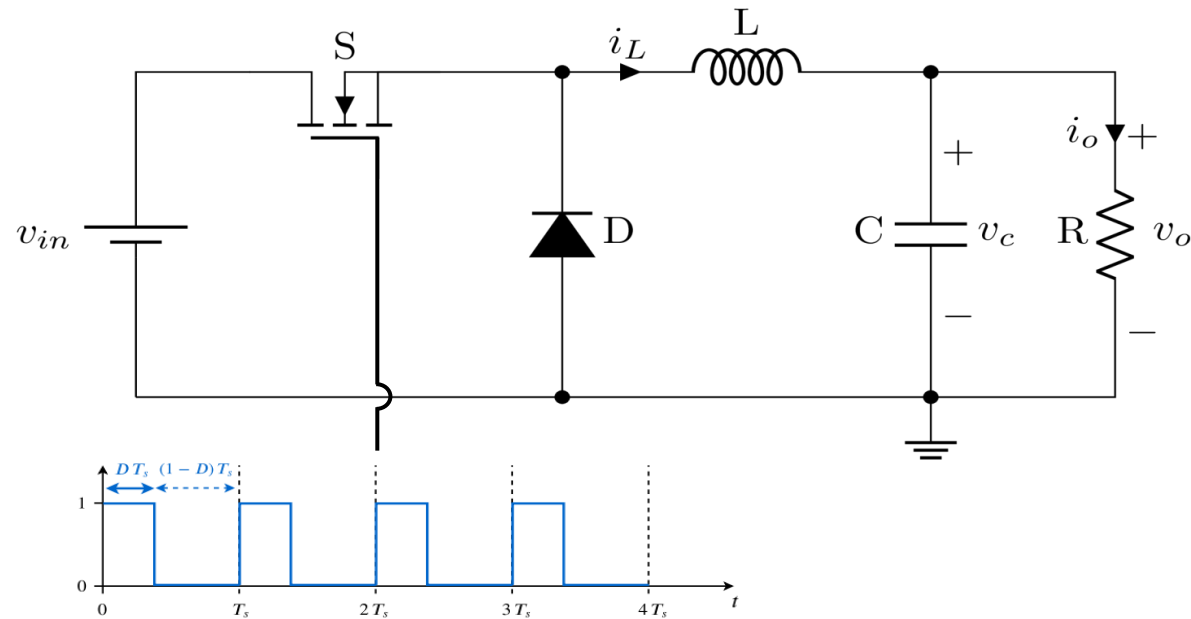 S
i_L
L
v_in
D
C
+
v_c
−
i_o
+
R
v_o
−
D T_s
(1 − D) T_s
1
0
0
T_s
2 T_s
3 T_s
4 T_s
t